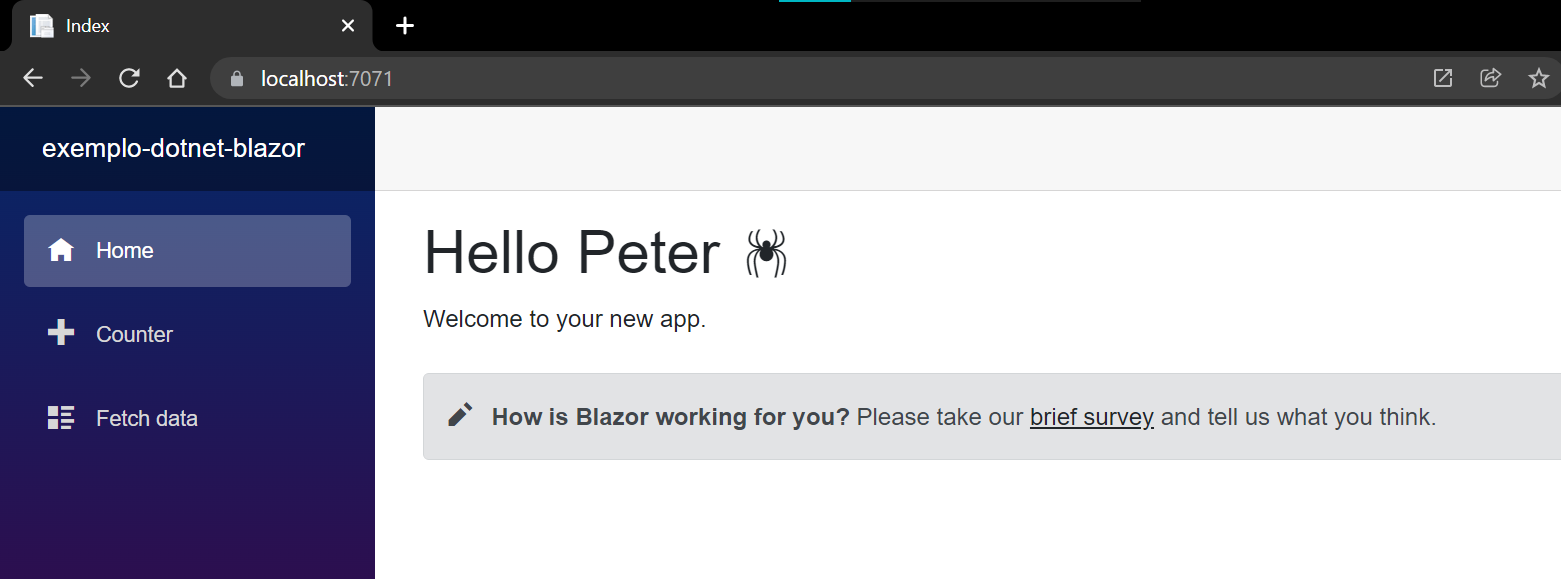 Index
localhost:7071
exemplo-dotnet-blazor
Home
Counter
Fetch data
Hello Peter 🕷
Welcome to your new app.
How is Blazor working for you? Please take our brief survey and tell us what you think.